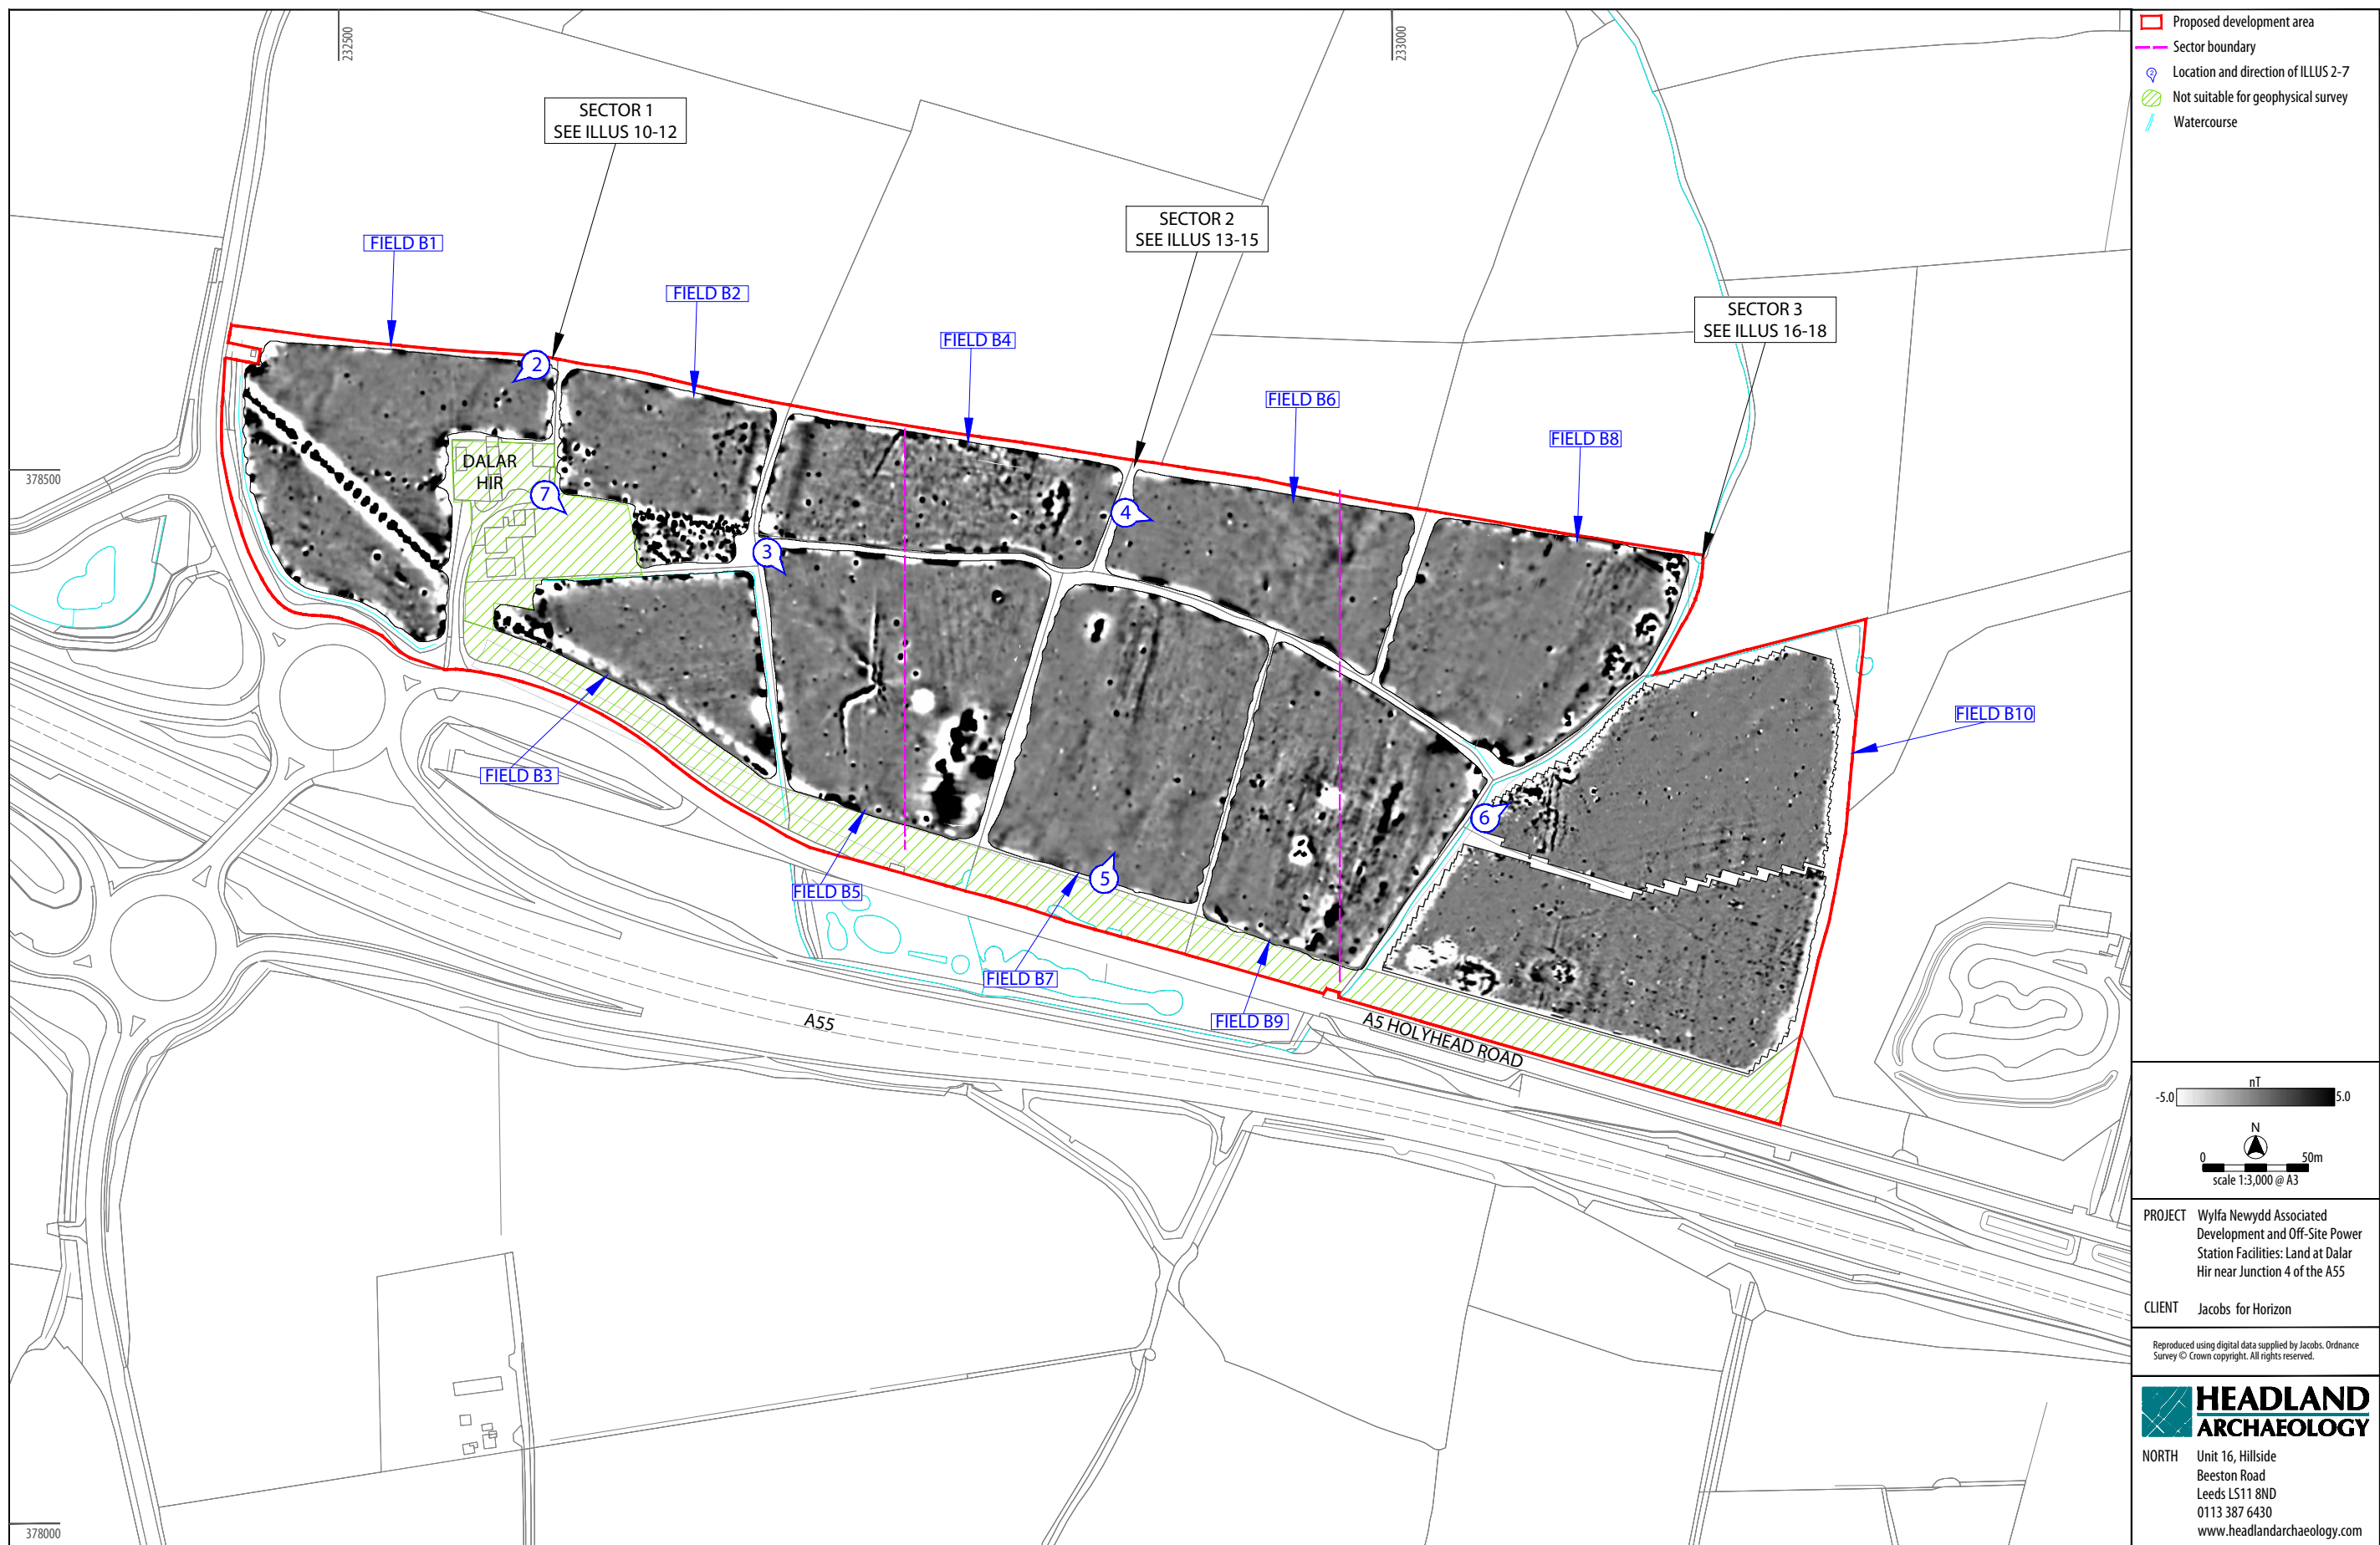 232500
233000
SECTOR 1
SEE ILLUS 10-12
SECTOR 2
SEE ILLUS 13-15
SECTOR 3
SEE ILLUS 16-18
FIELD B1
FIELD B2
FIELD B4
FIELD B6
FIELD B8
2
378500
DALAR
HIR
7
4
3
FIELD B10
FIELD B3
6
5
FIELD B5
FIELD B7
FIELD B9
A55
A5 HOLYHEAD ROAD
378000
Proposed development area
Sector boundary
2 Location and direction of ILLUS 2-7
Not suitable for geophysical survey
Watercourse
nT
-5.0 5.0
N
0 50m
scale 1:3,000 @ A3
PROJECT Wylfa Newydd Associated
Development and Off-Site Power
Station Facilities: Land at Dalar
Hir near Junction 4 of the A55
CLIENT Jacobs for Horizon
Reproduced using digital data supplied by Jacobs. Ordnance
Survey © Crown copyright. All rights reserved.
HEADLAND
ARCHAEOLOGY
NORTH Unit 16, Hillside
Beeston Road
Leeds LS11 8ND
0113 387 6430
www.headlandarchaeology.com